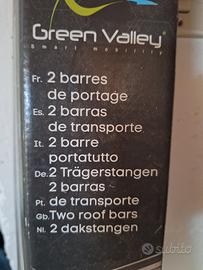 Green Valley®
Smart mobility
Fr. 2 barres
de portage
Es. 2 barras
de transporte
It. 2 barre
portatutto
De. 2 Trägerstangen
2 barras
Pt. de transporte
Gb. Two roof bars
Nl. 2 dakstangen
subito